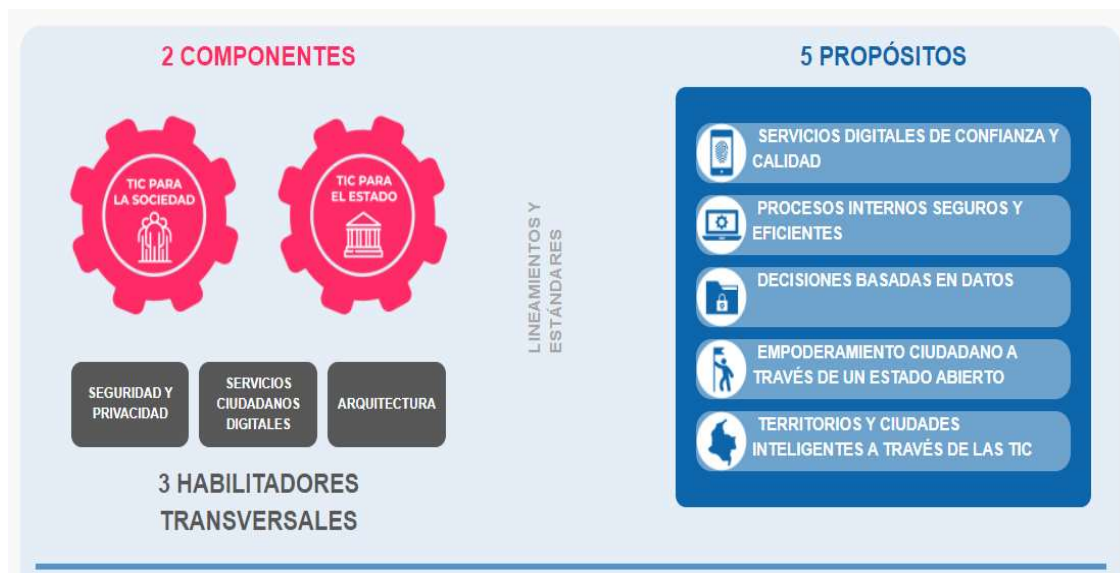 2 COMPONENTES
TIC PARA
LA SOCIEDAD
TIC PARA
EL ESTADO
SEGURIDAD Y
PRIVACIDAD
SERVICIOS
CIUDADANOS
DIGITALES
ARQUITECTURA
3 HABILITADORES
TRANSVERSALES
LINEAMIENTOS Y
ESTÁNDARES
5 PROPÓSITOS
SERVICIOS DIGITALES DE CONFIANZA Y
CALIDAD
PROCESOS INTERNOS SEGUROS Y
EFICIENTES
DECISIONES BASADAS EN DATOS
EMPODERAMIENTO CIUDADANO A
TRAVÉS DE UN ESTADO ABIERTO
TERRITORIOS Y CIUDADES
INTELIGENTES A TRAVÉS DE LAS TIC